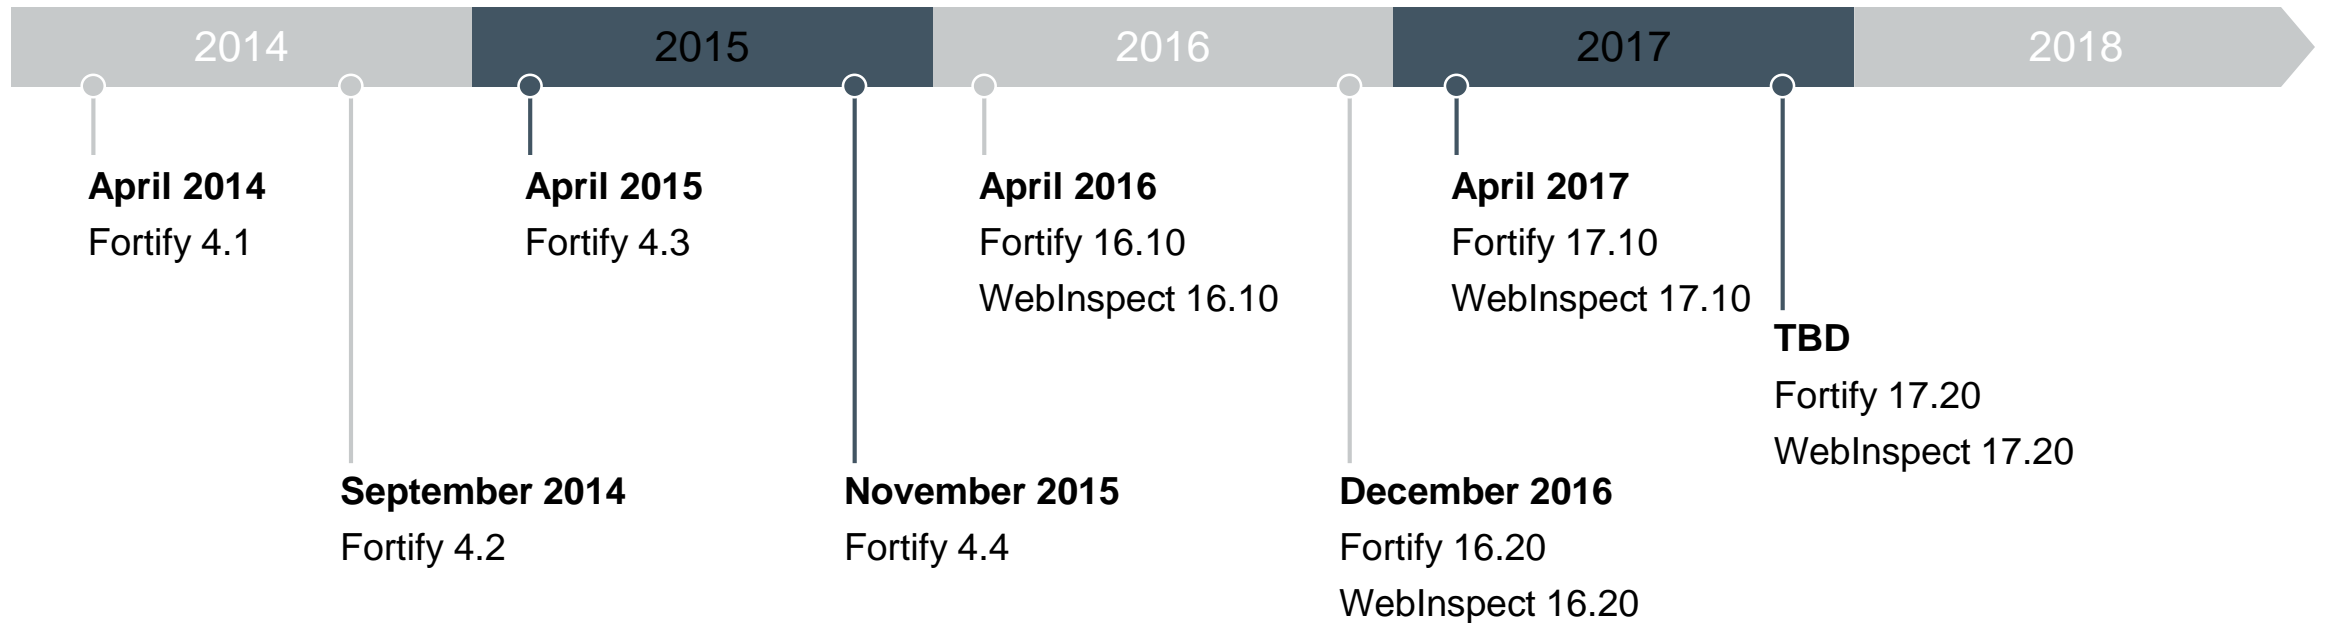 2014
2015
2016
2017
2018
April 2014
Fortify 4.1
September 2014
Fortify 4.2
April 2015
Fortify 4.3
November 2015
Fortify 4.4
April 2016
Fortify 16.10
WebInspect 16.10
December 2016
Fortify 16.20
WebInspect 16.20
April 2017
Fortify 17.10
WebInspect 17.10
TBD
Fortify 17.20
WebInspect 17.20